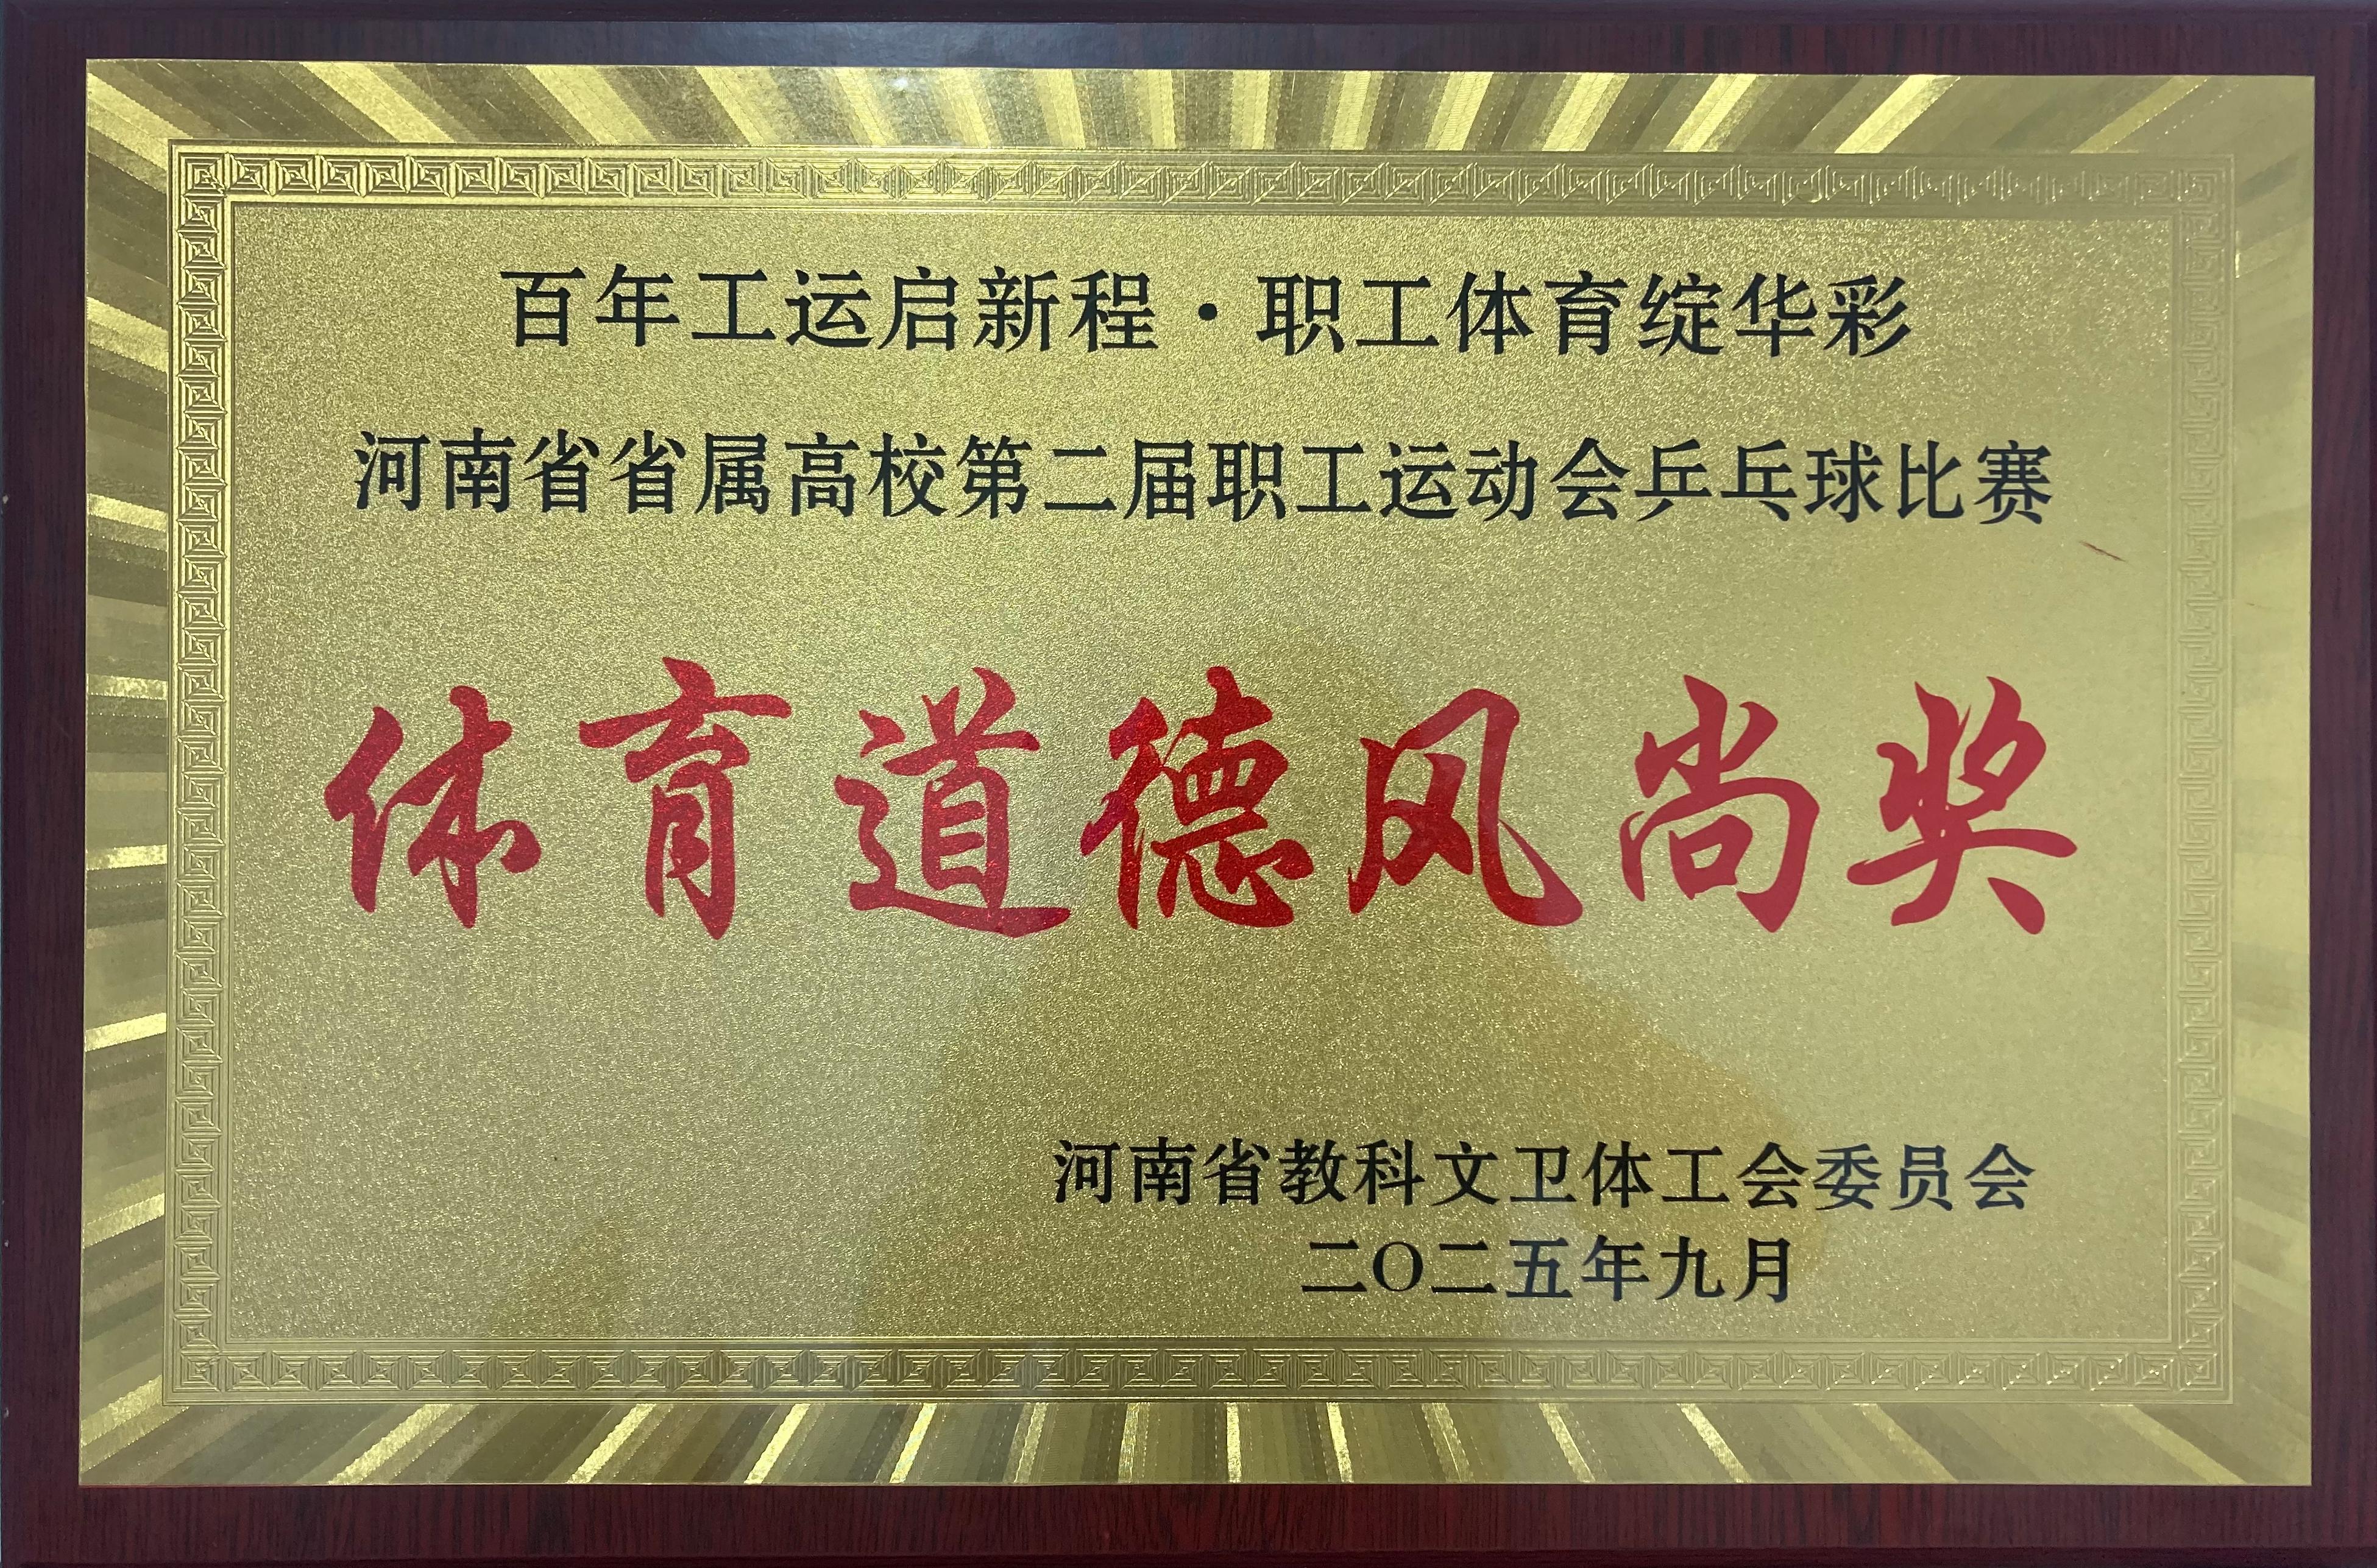 百年工运启新程·职工体育绽华彩
河南省省属高校第二届职工运动会乒乓球比赛
体育道德风尚奖
河南省教科文卫体工会委员会
二〇二五年九月